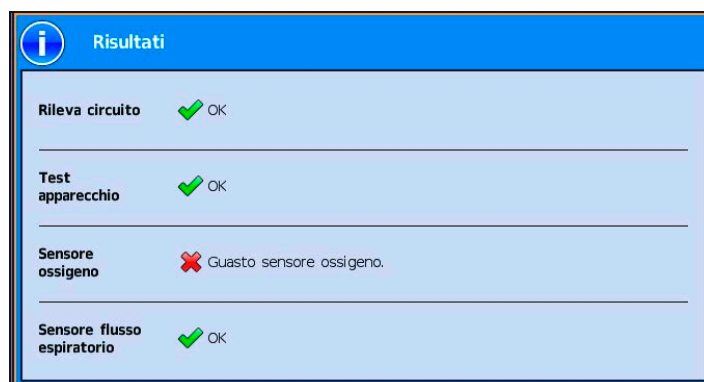 Risultati
Rileva circuito OK
Test
apparecchio OK
Sensore
ossigeno Guasto sensore ossigeno.
Sensore flusso
espiratorio OK